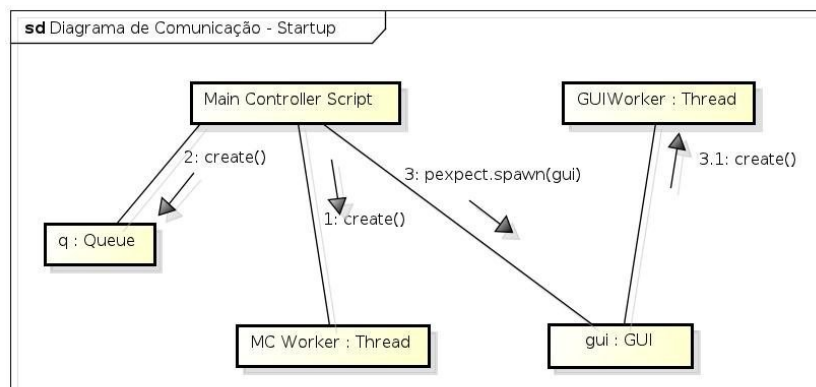 sd Diagrama de Comunicação - Startup
Main Controller Script
GUIWorker : Thread
2: create()
3: pexpect.spawn(gui)
3.1: create()
1: create()
q : Queue
MC Worker : Thread
gui : GUI